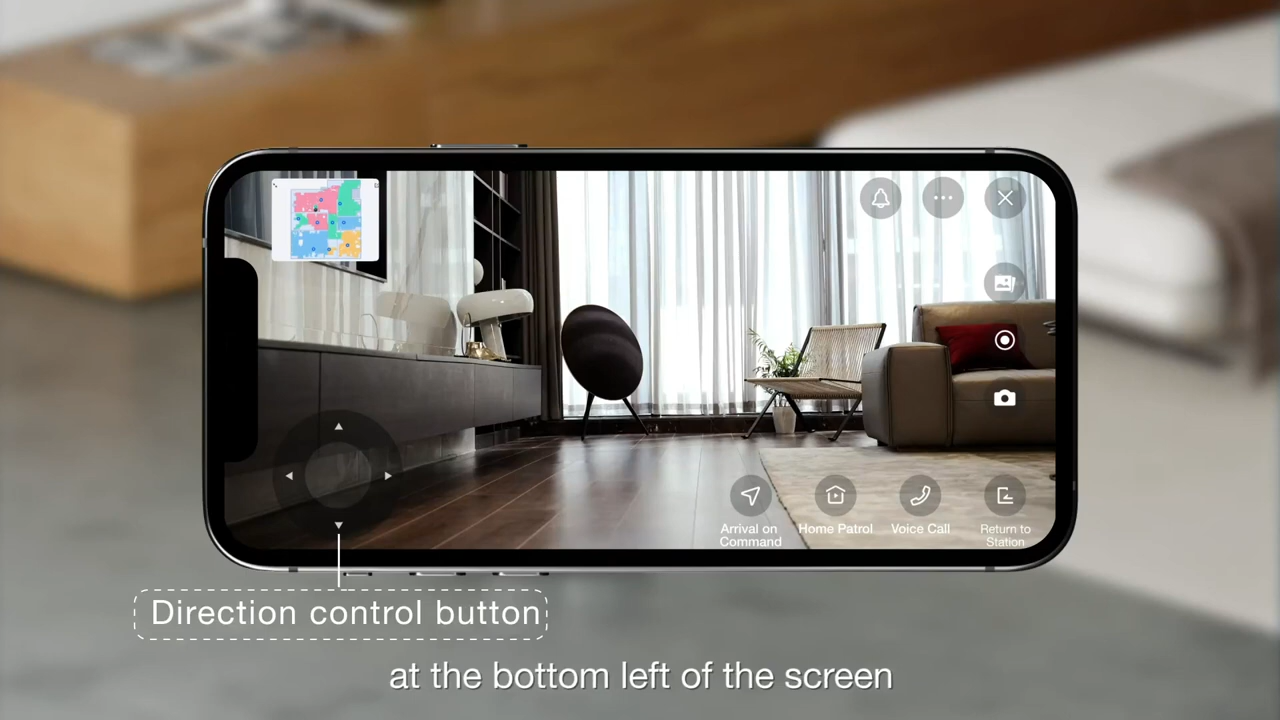 Arrival on
Command
Home Patrol
Voice Call
Return to
Station
Direction control button
at the bottom left of the screen